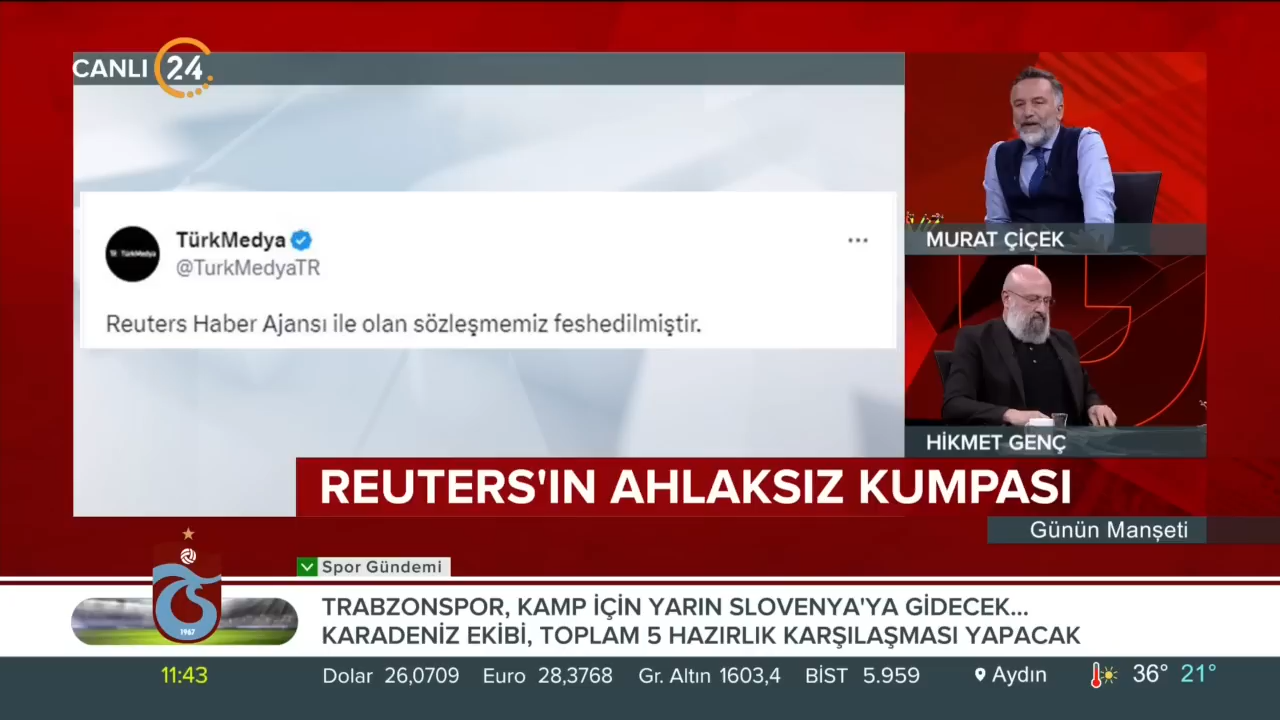 CANLI 24
TürkMedya
@TurkMedyaTR
Reuters Haber Ajansı ile olan sözleşmemiz feshedilmiştir.
MURAT ÇİÇEK
HİKMET GENÇ
REUTERS'IN AHLAKSIZ KUMPASI
Günün Manşeti
Spor Gündemi
1967
TRABZONSPOR, KAMP İÇİN YARIN SLOVENYA'YA GİDECEK...
KARADENİZ EKİBİ, TOPLAM 5 HAZIRLIK KARŞILAŞMASI YAPACAK
11:43 Dolar 26,0709 Euro 28,3768 Gr. Altın 1603,4 BİST 5.959 Aydın 36° 21°